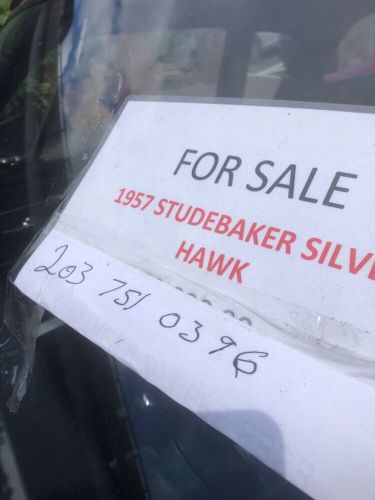 FOR SALE
1957 STUDEBAKER SILVE
HAWK
203 751 0396